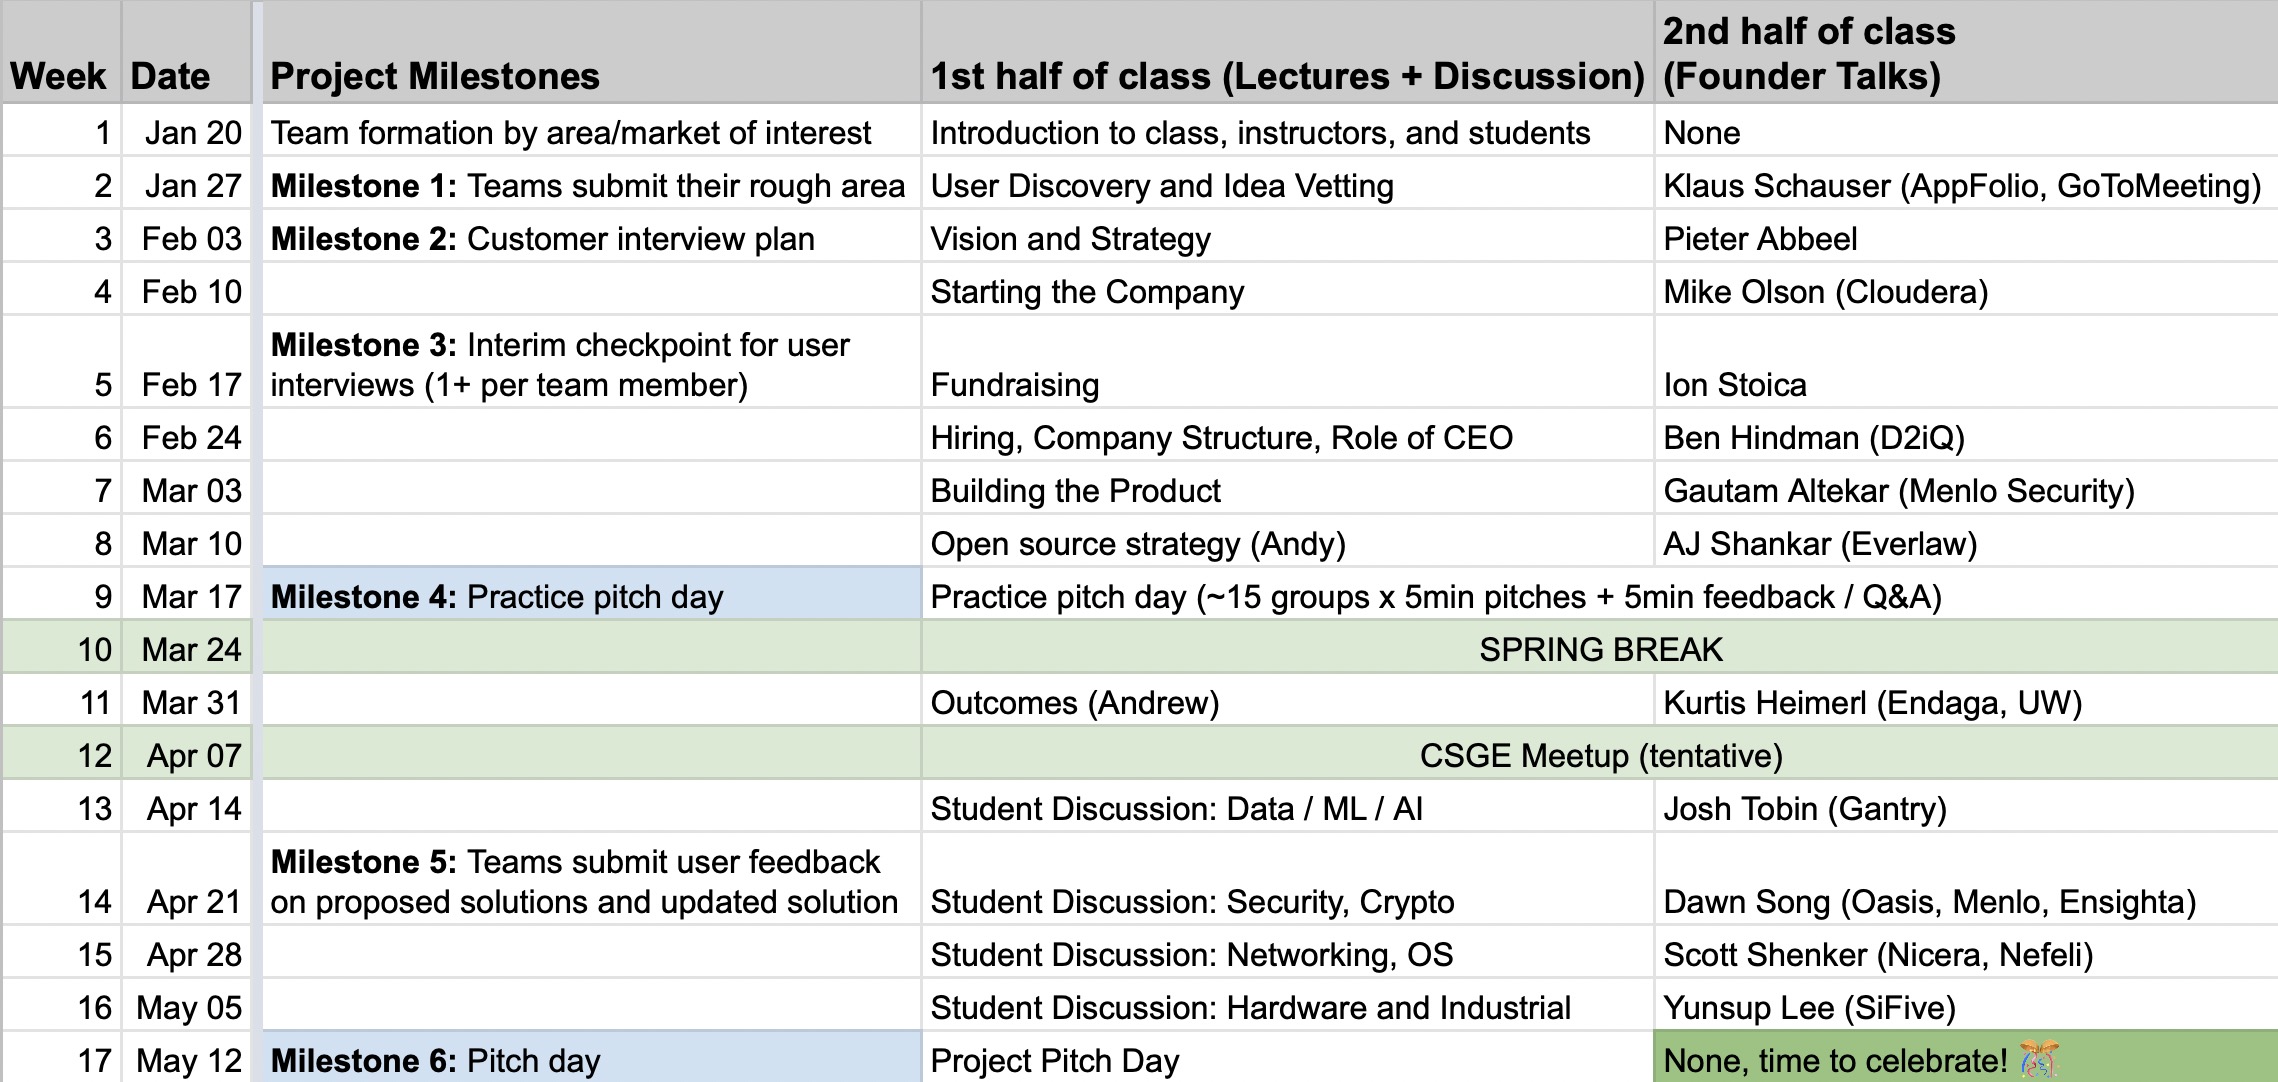 Week Date Project Milestones 1st half of class (Lectures + Discussion) 2nd half of class
(Founder Talks)
1 Jan 20 Team formation by area/market of interest Introduction to class, instructors, and students None
2 Jan 27 Milestone 1: Teams submit their rough area User Discovery and Idea Vetting Klaus Schauser (AppFolio, GoToMeeting)
3 Feb 03 Milestone 2: Customer interview plan Vision and Strategy Pieter Abbeel
4 Feb 10 Starting the Company Mike Olson (Cloudera)
Milestone 3: Interim checkpoint for user
5 Feb 17 interviews (1+ per team member) Fundraising Ion Stoica
6 Feb 24 Hiring, Company Structure, Role of CEO Ben Hindman (D2iQ)
7 Mar 03 Building the Product Gautam Altekar (Menlo Security)
8 Mar 10 Open source strategy (Andy) AJ Shankar (Everlaw)
9 Mar 17 Milestone 4: Practice pitch day Practice pitch day (~15 groups x 5min pitches + 5min feedback / Q&A)
10 Mar 24 SPRING BREAK
11 Mar 31 Outcomes (Andrew) Kurtis Heimerl (Endaga, UW)
12 Apr 07 CSGE Meetup (tentative)
13 Apr 14 Student Discussion: Data / ML / AI Josh Tobin (Gantry)
Milestone 5: Teams submit user feedback
14 Apr 21 on proposed solutions and updated solution Student Discussion: Security, Crypto Dawn Song (Oasis, Menlo, Ensighta)
15 Apr 28 Student Discussion: Networking, OS Scott Shenker (Nicera, Nefeli)
16 May 05 Student Discussion: Hardware and Industrial Yunsup Lee (SiFive)
17 May 12 Milestone 6: Pitch day Project Pitch Day None, time to celebrate! 🎊